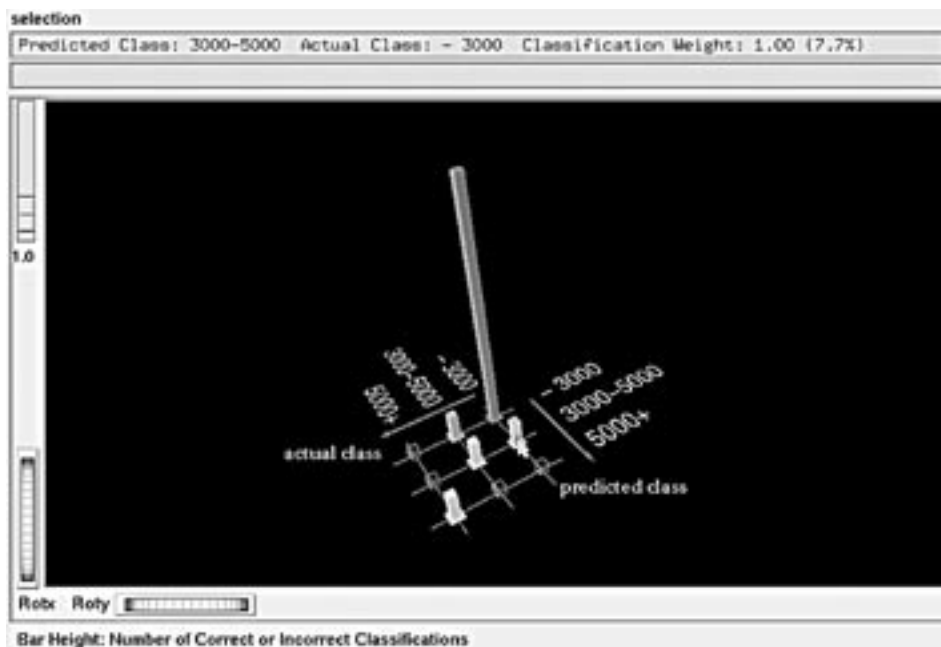 selection
Predicted Class: 3000-5000 Actual Class: - 3000 Classification Weight: 1.00 (7.7%)
1.0
-3000
3000-5000
5000+
actual class
- 3000
3000-5000
5000+
predicted class
Rotx Roty
Bar Height: Number of Correct or Incorrect Classifications